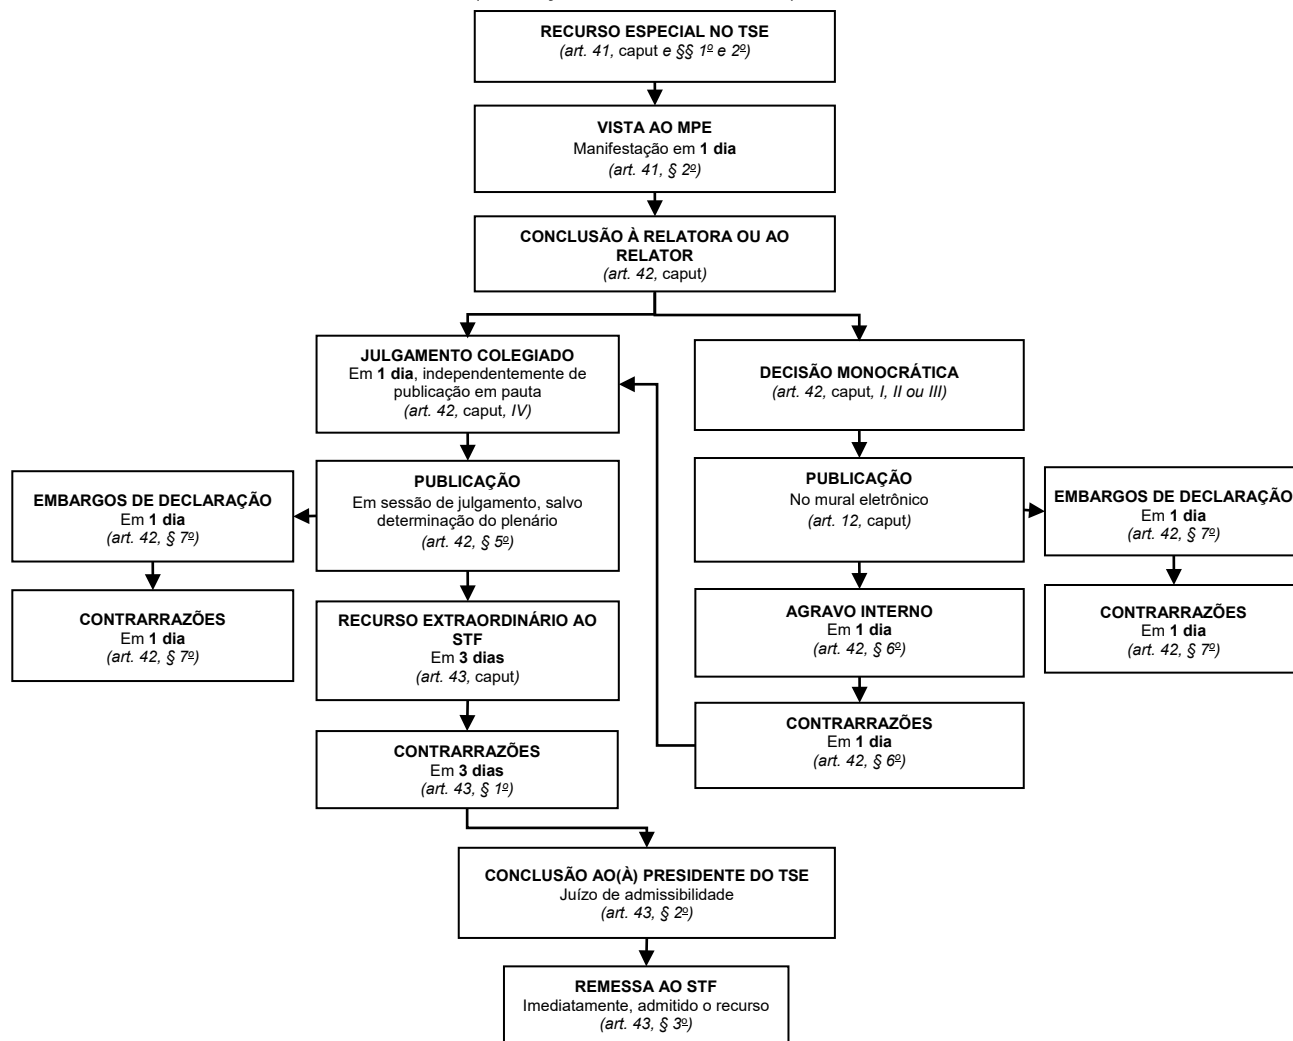 RECURSO ESPECIAL NO TSE
(art. 41, caput e §§ 1º e 2º)
VISTA AO MPE
Manifestação em 1 dia
(art. 41, § 2º)
CONCLUSÃO À RELATORA OU AO
RELATOR
(art. 42, caput)
JULGAMENTO COLEGIADO
Em 1 dia, independentemente de
publicação em pauta
(art. 42, caput, IV)
DECISÃO MONOCRÁTICA
(art. 42, caput, I, II ou III)
EMBARGOS DE DECLARAÇÃO
Em 1 dia
(art. 42, § 7º)
PUBLICAÇÃO
Em sessão de julgamento, salvo
determinação do plenário
(art. 42, § 5º)
PUBLICAÇÃO
No mural eletrônico
(art. 12, caput)
EMBARGOS DE DECLARAÇÃO
Em 1 dia
(art. 42, § 7º)
CONTRARRAZÕES
Em 1 dia
(art. 42, § 7º)
RECURSO EXTRAORDINÁRIO AO
STF
Em 3 dias
(art. 43, caput)
AGRAVO INTERNO
Em 1 dia
(art. 42, § 6º)
CONTRARRAZÕES
Em 1 dia
(art. 42, § 7º)
CONTRARRAZÕES
Em 3 dias
(art. 43, § 1º)
CONTRARRAZÕES
Em 1 dia
(art. 42, § 6º)
CONCLUSÃO AO(À) PRESIDENTE DO TSE
Juízo de admissibilidade
(art. 43, § 2º)
REMESSA AO STF
Imediatamente, admitido o recurso
(art. 43, § 3º)